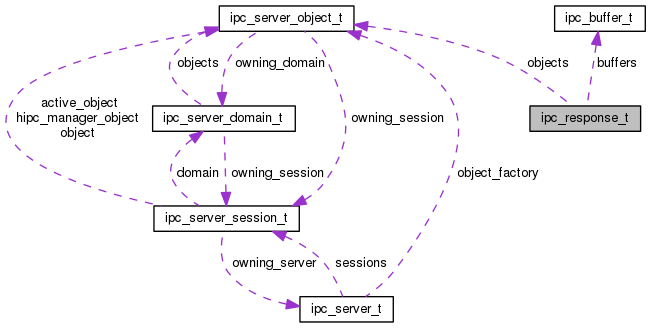 ipc_server_object_t
ipc_buffer_t
objects
owning_domain
objects
buffers
active_object
hipc_manager_object
object
ipc_server_domain_t
owning_session
ipc_response_t
domain
owning_session
object_factory
ipc_server_session_t
owning_server
sessions
ipc_server_t